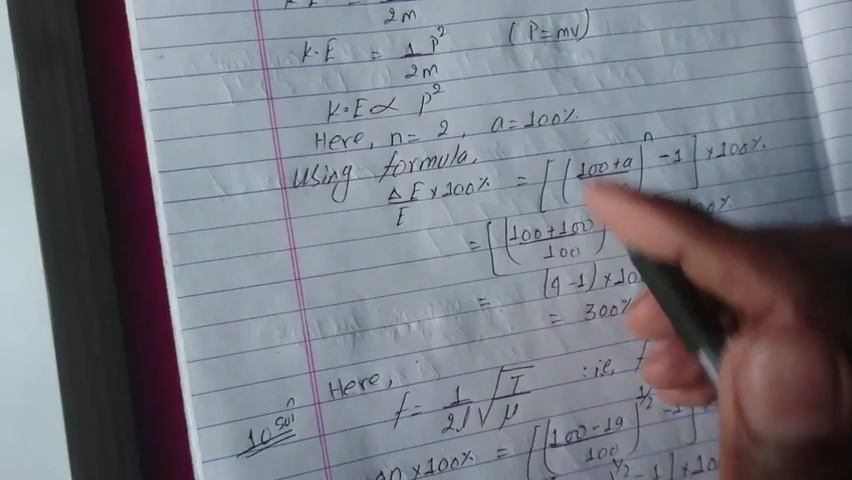 2m
K.E = 1 P² (P = mv)
2m
K.E ∝ P²
Here, n = 2, a = 100%
Using formula,
ΔE × 100% = [(100+a)ⁿ - 1] × 100%
E
= [(100+100)
100
= (4-1) × 10
= 300%
Here, :ie, f
10 solⁿ f = 1/2l √T/μ
Δn × 100% = [(100-19/100)^1/2 - 1]
1/2 - 1] × 10